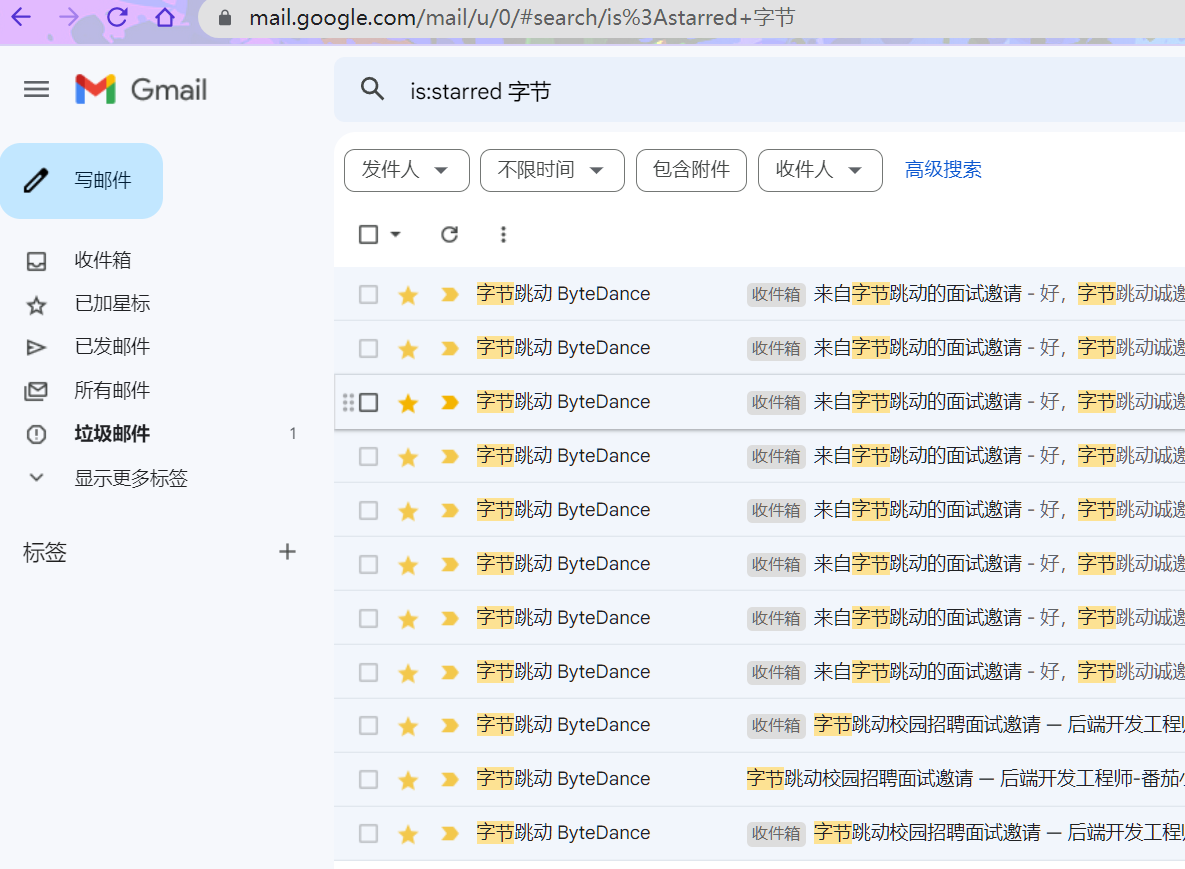 mail.google.com/mail/u/0/#search/is%3Astarred+字节
Gmail
is:starred 字节
写邮件
发件人 不限时间 包含附件 收件人 高级搜索
收件箱
已加星标
已发邮件
所有邮件
垃圾邮件 1
显示更多标签
标签
字节跳动 ByteDance 收件箱 来自字节跳动的面试邀请 - 好，字节跳动诚邀
字节跳动 ByteDance 收件箱 来自字节跳动的面试邀请 - 好，字节跳动诚邀
字节跳动 ByteDance 收件箱 来自字节跳动的面试邀请 - 好，字节跳动诚邀
字节跳动 ByteDance 收件箱 来自字节跳动的面试邀请 - 好，字节跳动诚邀
字节跳动 ByteDance 收件箱 来自字节跳动的面试邀请 - 好，字节跳动诚邀
字节跳动 ByteDance 收件箱 来自字节跳动的面试邀请 - 好，字节跳动诚邀
字节跳动 ByteDance 收件箱 来自字节跳动的面试邀请 - 好，字节跳动诚邀
字节跳动 ByteDance 收件箱 来自字节跳动的面试邀请 - 好，字节跳动诚邀
字节跳动 ByteDance 收件箱 字节跳动校园招聘面试邀请 — 后端开发工程师
字节跳动 ByteDance 字节跳动校园招聘面试邀请 — 后端开发工程师-番茄
字节跳动 ByteDance 收件箱 字节跳动校园招聘面试邀请 — 后端开发工程师